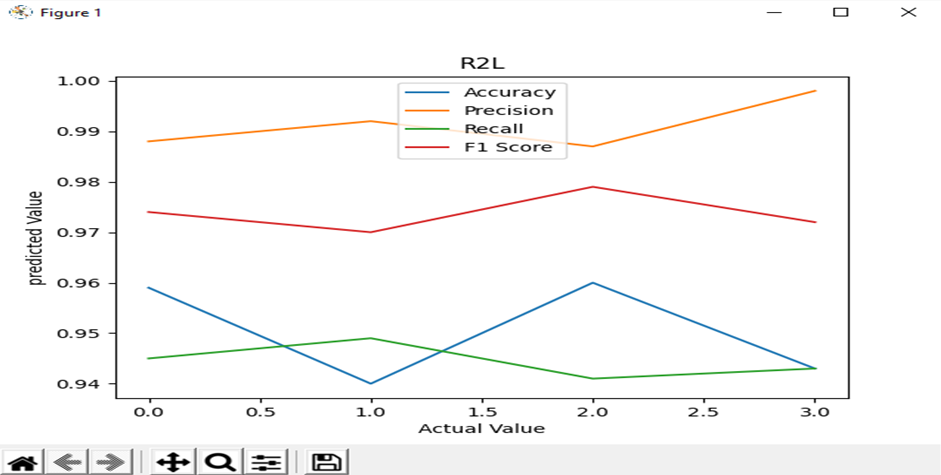 Figure 1
R2L
1.00
0.99
0.98
0.97
0.96
0.95
0.94
predicted Value
Accuracy
Precision
Recall
F1 Score
0.0 0.5 1.0 1.5 2.0 2.5 3.0
Actual Value